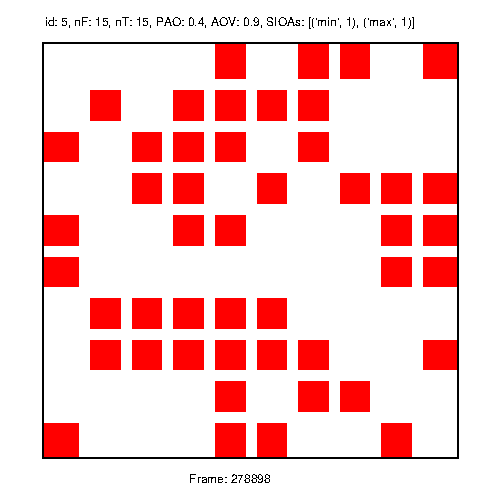 id: 5, nF: 15, nT: 15, PAO: 0.4, AOV: 0.9, SIOAs: [('min', 1), ('max', 1)]
Frame: 278898